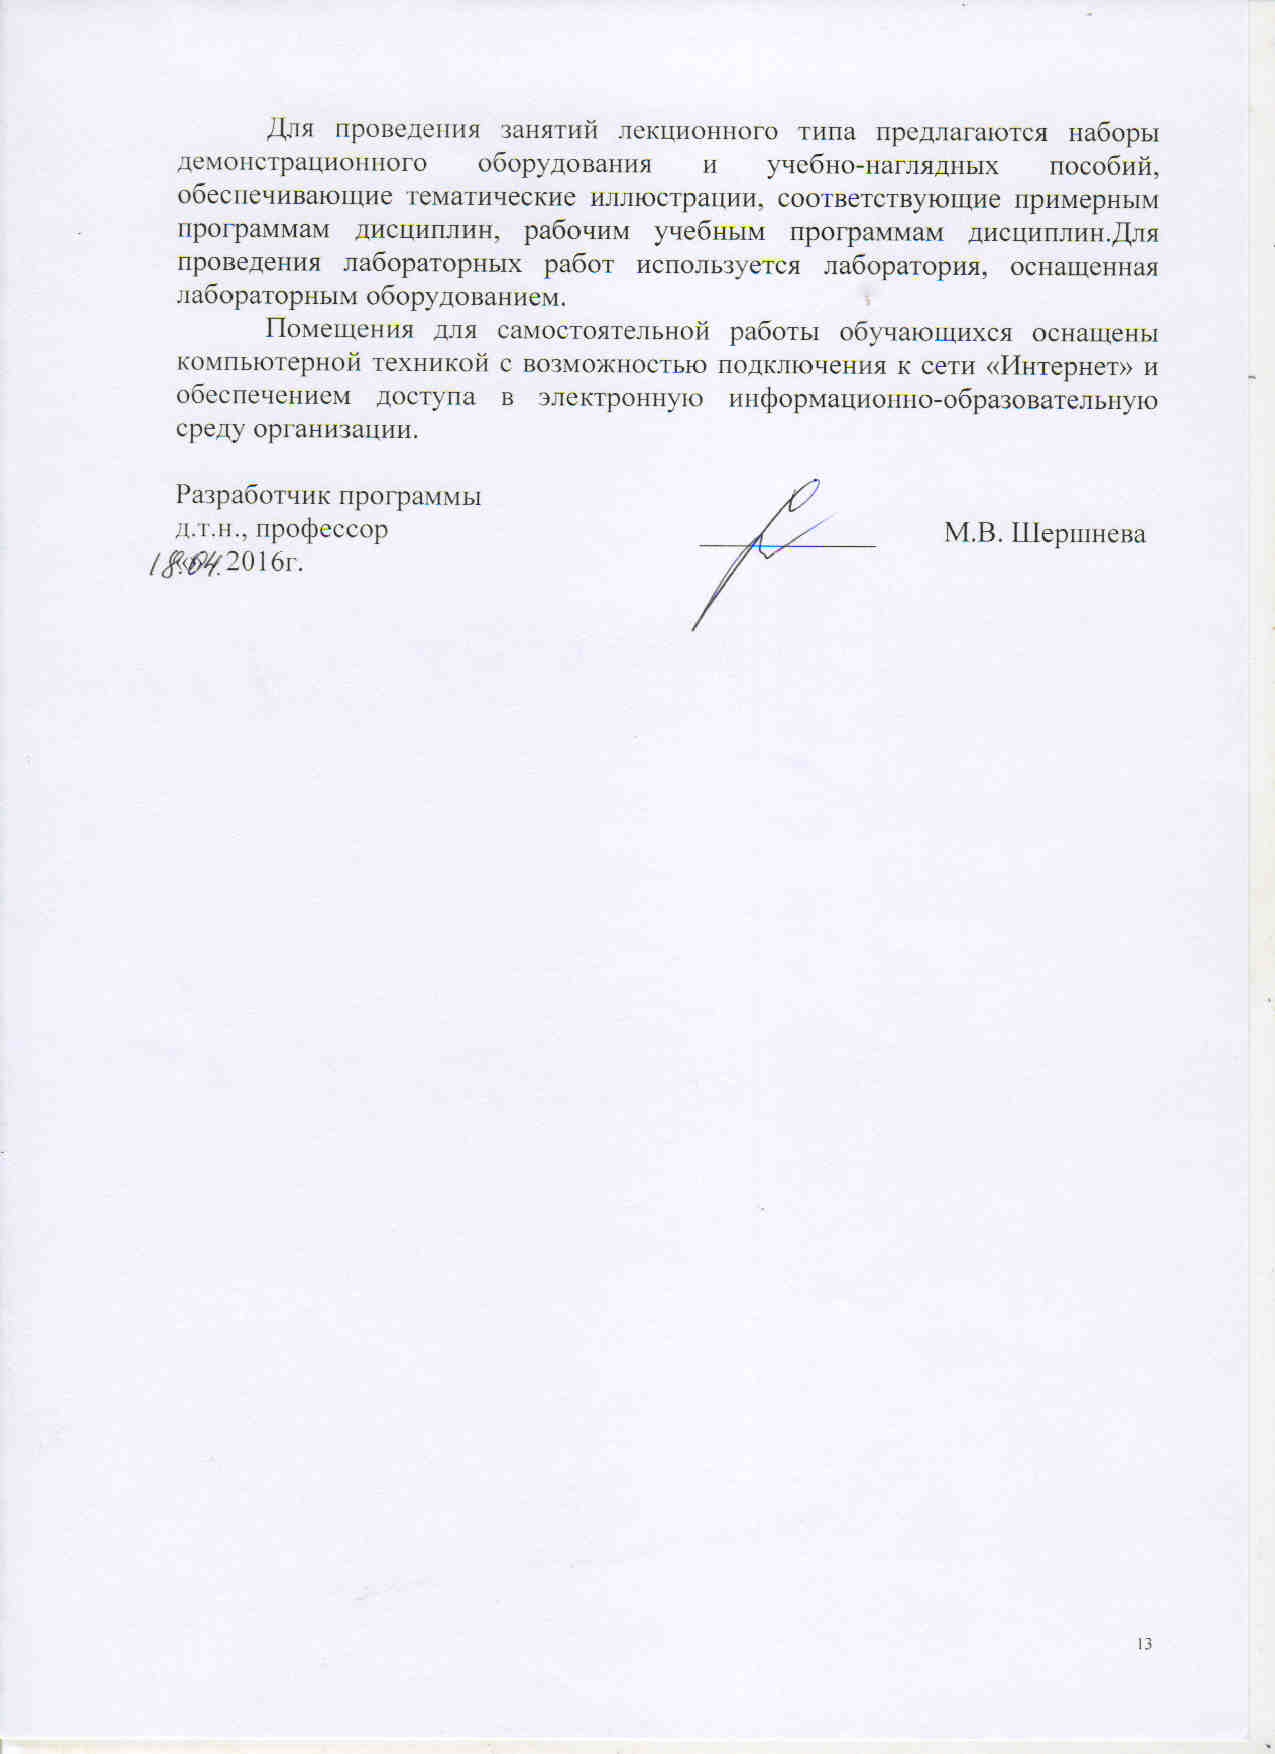 Для проведения занятий лекционного типа предлагаются наборы
демонстрационного оборудования и учебно-наглядных пособий,
обеспечивающие тематические иллюстрации, соответствующие примерным
программам дисциплин, рабочим учебным программам дисциплин.Для
проведения лабораторных работ используется лаборатория, оснащенная
лабораторным оборудованием.
Помещения для самостоятельной работы обучающихся оснащены
компьютерной техникой с возможностью подключения к сети «Интернет» и
обеспечением доступа в электронную информационно-образовательную
среду организации.
Разработчик программы
д.т.н., профессор М.В. Шершнева
18.04.2016г.
13